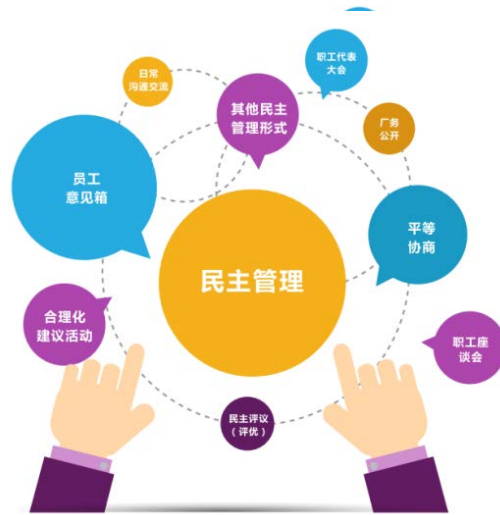 日常
沟通交流
其他民主
管理形式
职工代表
大会
厂务
公开
员工
意见箱
平等
协商
民主管理
合理化
建议活动
职工座
谈会
民主评议
（评优）